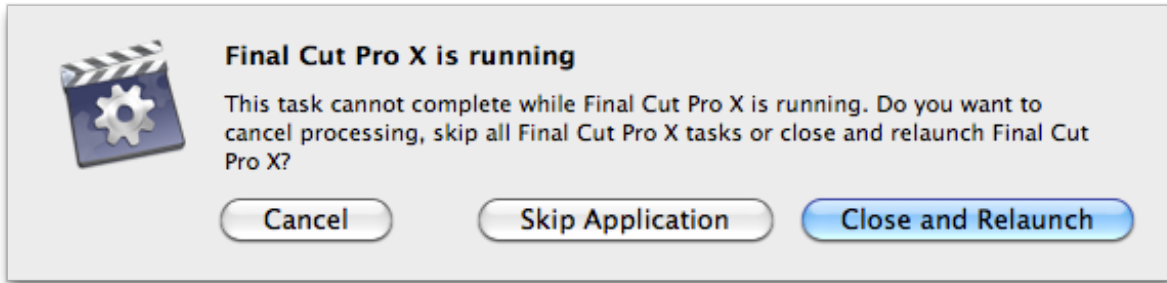 Final Cut Pro X is running
This task cannot complete while Final Cut Pro X is running. Do you want to
cancel processing, skip all Final Cut Pro X tasks or close and relaunch Final Cut
Pro X?
Cancel
Skip Application
Close and Relaunch